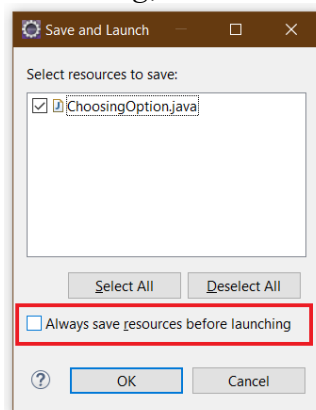 Save and Launch
Select resources to save:
ChoosingOption.java
Select All Deselect All
Always save resources before launching
? OK Cancel